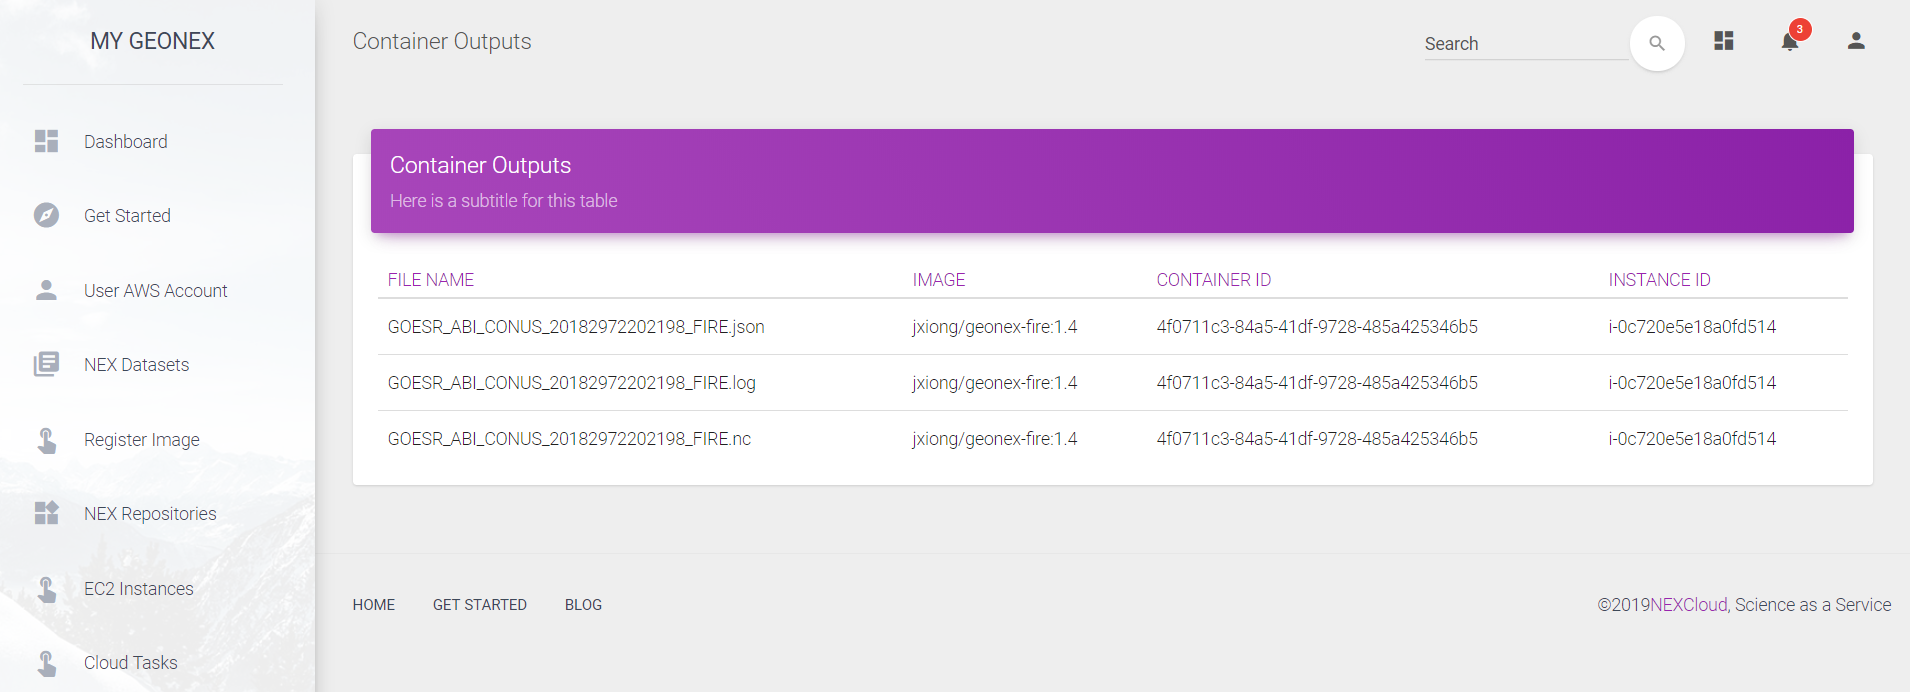 MY GEONEX
Dashboard
Get Started
User AWS Account
NEX Datasets
Register Image
NEX Repositories
EC2 Instances
Cloud Tasks
Container Outputs
Search
3
Container Outputs
Here is a subtitle for this table
FILE NAME IMAGE CONTAINER ID INSTANCE ID
GOESR_ABI_CONUS_20182972202198_FIRE.json jxiong/geonex-fire:1.4 4f0711c3-84a5-41df-9728-485a425346b5 i-0c720e5e18a0fd514
GOESR_ABI_CONUS_20182972202198_FIRE.log jxiong/geonex-fire:1.4 4f0711c3-84a5-41df-9728-485a425346b5 i-0c720e5e18a0fd514
GOESR_ABI_CONUS_20182972202198_FIRE.nc jxiong/geonex-fire:1.4 4f0711c3-84a5-41df-9728-485a425346b5 i-0c720e5e18a0fd514
HOME GET STARTED BLOG
©2019NEXCloud, Science as a Service